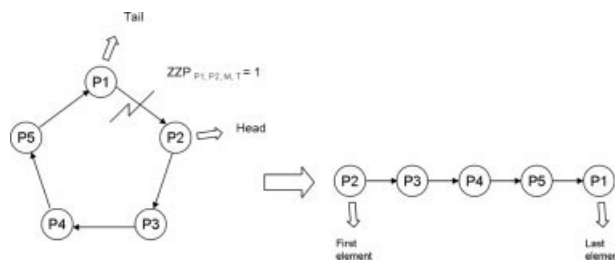 Tail
P1
ZZP P1, P2, M, T = 1
P5
P2
Head
P4
P3
P2
P3
P4
P5
P1
First
element
Last
eleme